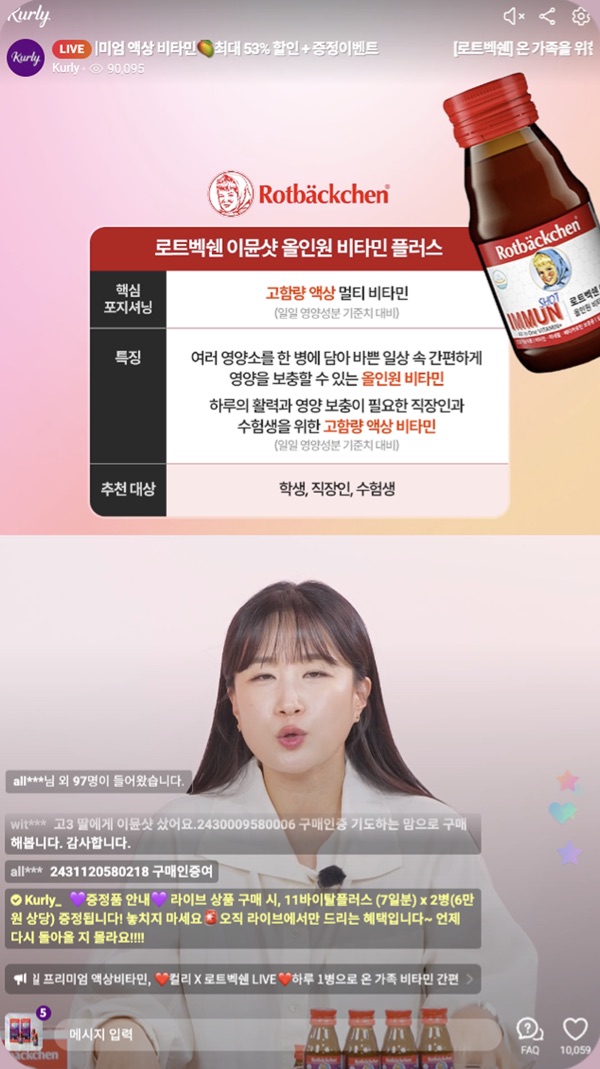 Kurly
Kurly
LIVE |미엄 액상 비타민🥭최대 53% 할인 + 증정이벤트
[로트벡쉔] 온 가족을 위한
Kurly · 90,095
Rotbäckchen
로트벡쉔 이뮨샷 올인원 비타민 플러스
핵심
포지셔닝
고함량 액상 멀티 비타민
(일일 영양성분 기준치 대비)
특징
여러 영양소를 한 병에 담아 바쁜 일상 속 간편하게
영양을 보충할 수 있는 올인원 비타민
하루의 활력과 영양 보충이 필요한 직장인과
수험생을 위한 고함량 액상 비타민
(일일 영양성분 기준치 대비)
추천 대상
학생, 직장인, 수험생
Rotbäckchen
SHOT
IMMUN
로트벡쉔
올인원
all***님 외 97명이 들어왔습니다.
wit*** 고3 딸에게 이뮨샷 샀어요.2430009580006 구매인증 기도하는 맘으로 구매
해봅니다. 감사합니다.
all*** 2431120580218 구매인증여
Kurly_ 💜증정품 안내💜 라이브 상품 구매 시, 11바이탈플러스 (7일분) x 2병(6만
원 상당) 증정됩니다! 놓치지 마세요🚨오직 라이브에서만 드리는 혜택입니다~ 언제
다시 돌아올 지 몰라요!!!!
프리미엄 액상비타민, ❤️컬리 X 로트벡쉔 LIVE❤️하루 1병으로 온 가족 비타민 간편
5
메시지 입력
FAQ
10,059
äckchen
Rotbäckchen
Rotbäckchen
Rotbäckchen
Rotbäckchen